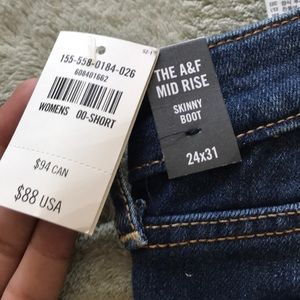 155-558-0184-026
608401662
WOMENS 00-SHORT
$94 CAN
$88 USA
THE A&F
MID RISE
SKINNY
BOOT
24x31